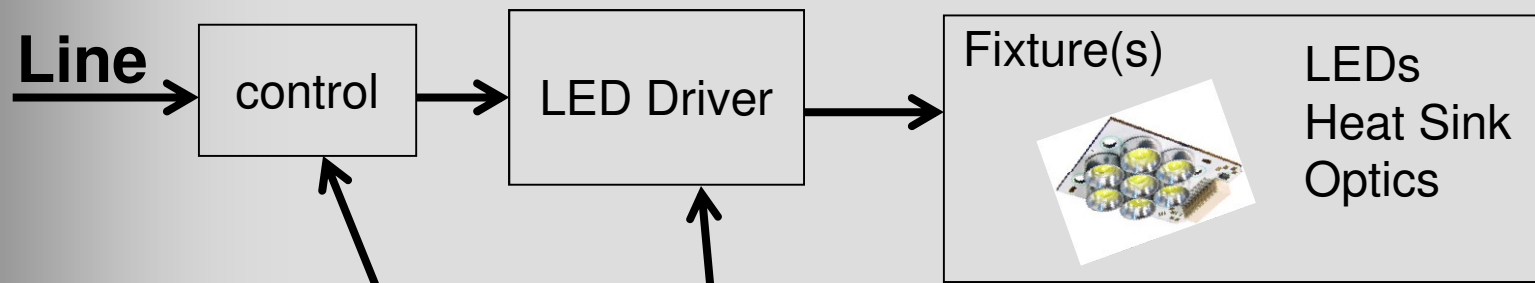 Line
control
LED Driver
Fixture(s)
LEDs
Heat Sink
Optics